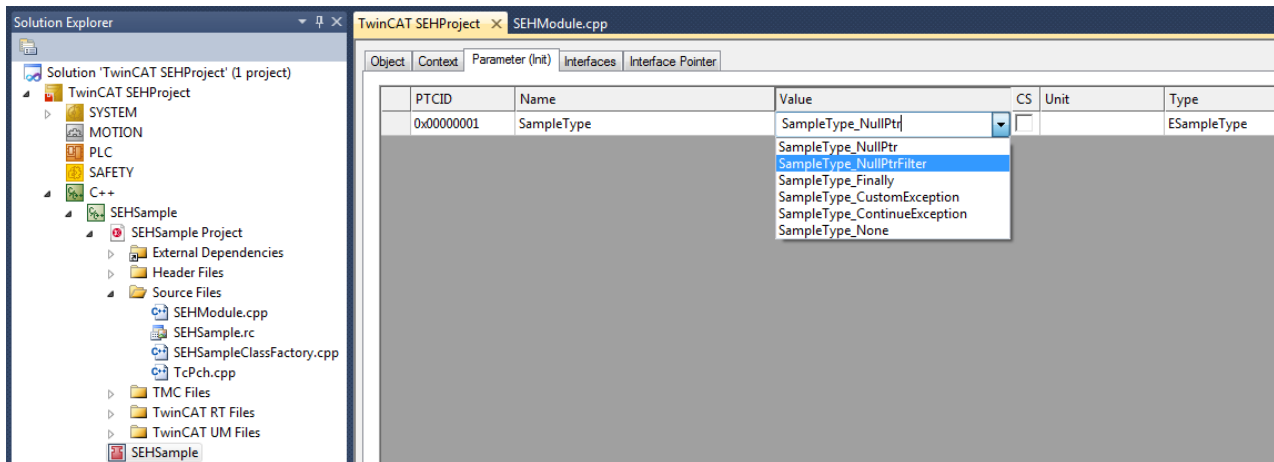 Solution Explorer
Solution 'TwinCAT SEHProject' (1 project)
TwinCAT SEHProject
SYSTEM
MOTION
PLC
SAFETY
C++
SEHSample
SEHSample Project
External Dependencies
Header Files
Source Files
SEHModule.cpp
SEHSample.rc
SEHSampleClassFactory.cpp
TcPch.cpp
TMC Files
TwinCAT RT Files
TwinCAT UM Files
SEHSample
TwinCAT SEHProject SEHModule.cpp
Object Context Parameter (Init) Interfaces Interface Pointer
PTCID Name Value CS Unit Type
0x00000001 SampleType SampleType_NullPtr ESampleType
SampleType_NullPtr
SampleType_NullPtrFilter
SampleType_Finally
SampleType_CustomException
SampleType_ContinueException
SampleType_None